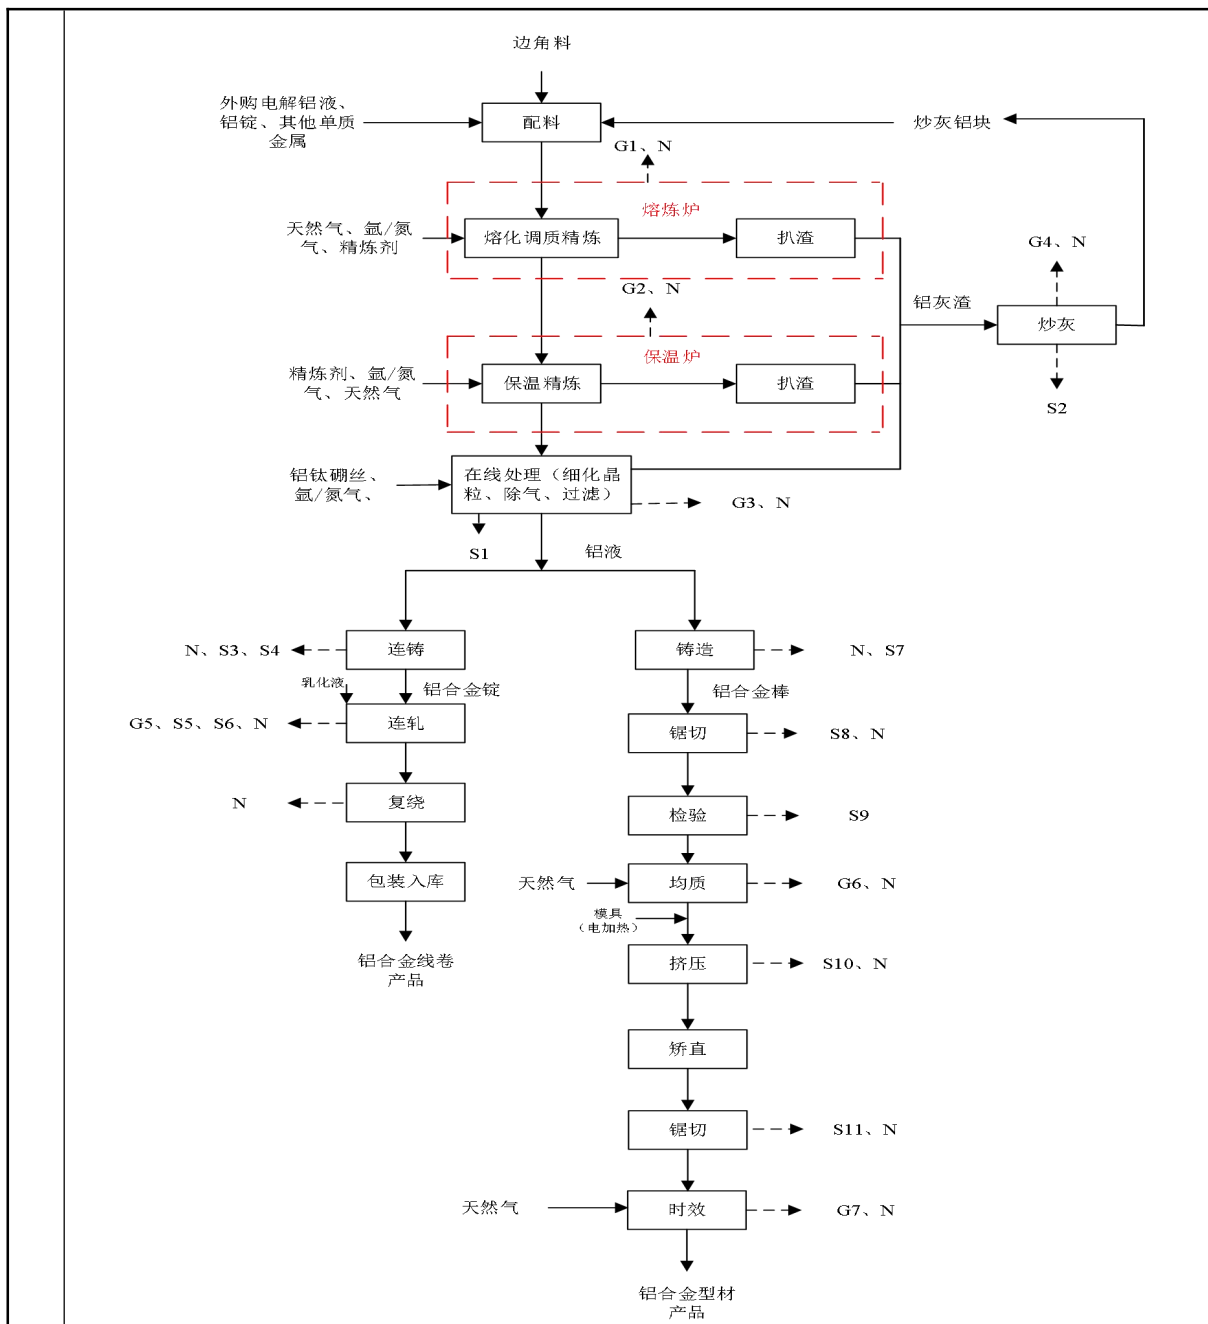 边角料
外购电解铝液、
铝锭、其他单质
金属
配料
炒灰铝块
G1、N
熔炼炉
天然气、氩/氮
气、精炼剂
熔化调质精炼
扒渣
G4、N
G2、N
铝灰渣
炒灰
保温炉
精炼剂、氩/氮
气、天然气
保温精炼
扒渣
S2
铝钛硼丝、
氩/氮气、
在线处理（细化晶
粒、除气、过滤）
G3、N
S1
铝液
N、S3、S4
连铸
铸造
N、S7
乳化液
铝合金锭
铝合金棒
G5、S5、S6、N
连轧
锯切
S8、N
N
复绕
检验
S9
包装入库
天然气
均质
G6、N
模具
（电加热）
铝合金线卷
产品
挤压
S10、N
矫直
锯切
S11、N
天然气
时效
G7、N
铝合金型材
产品